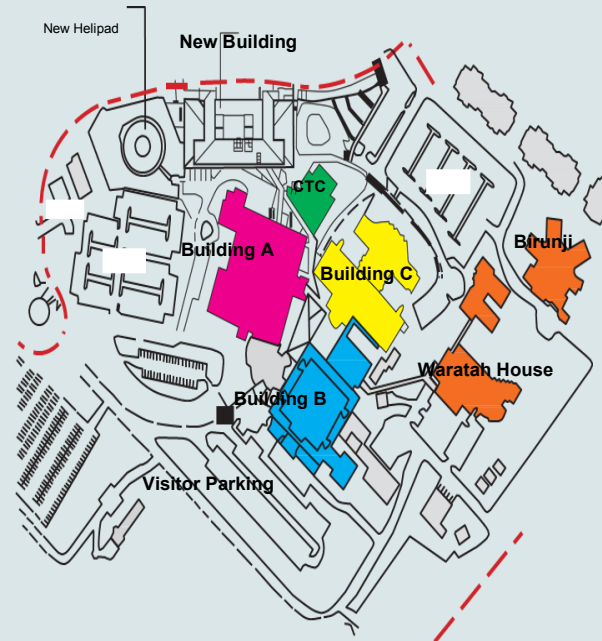 New Helipad
New Building
CTC
Building A
Birunji
Building C
Waratah House
Building B
Visitor Parking